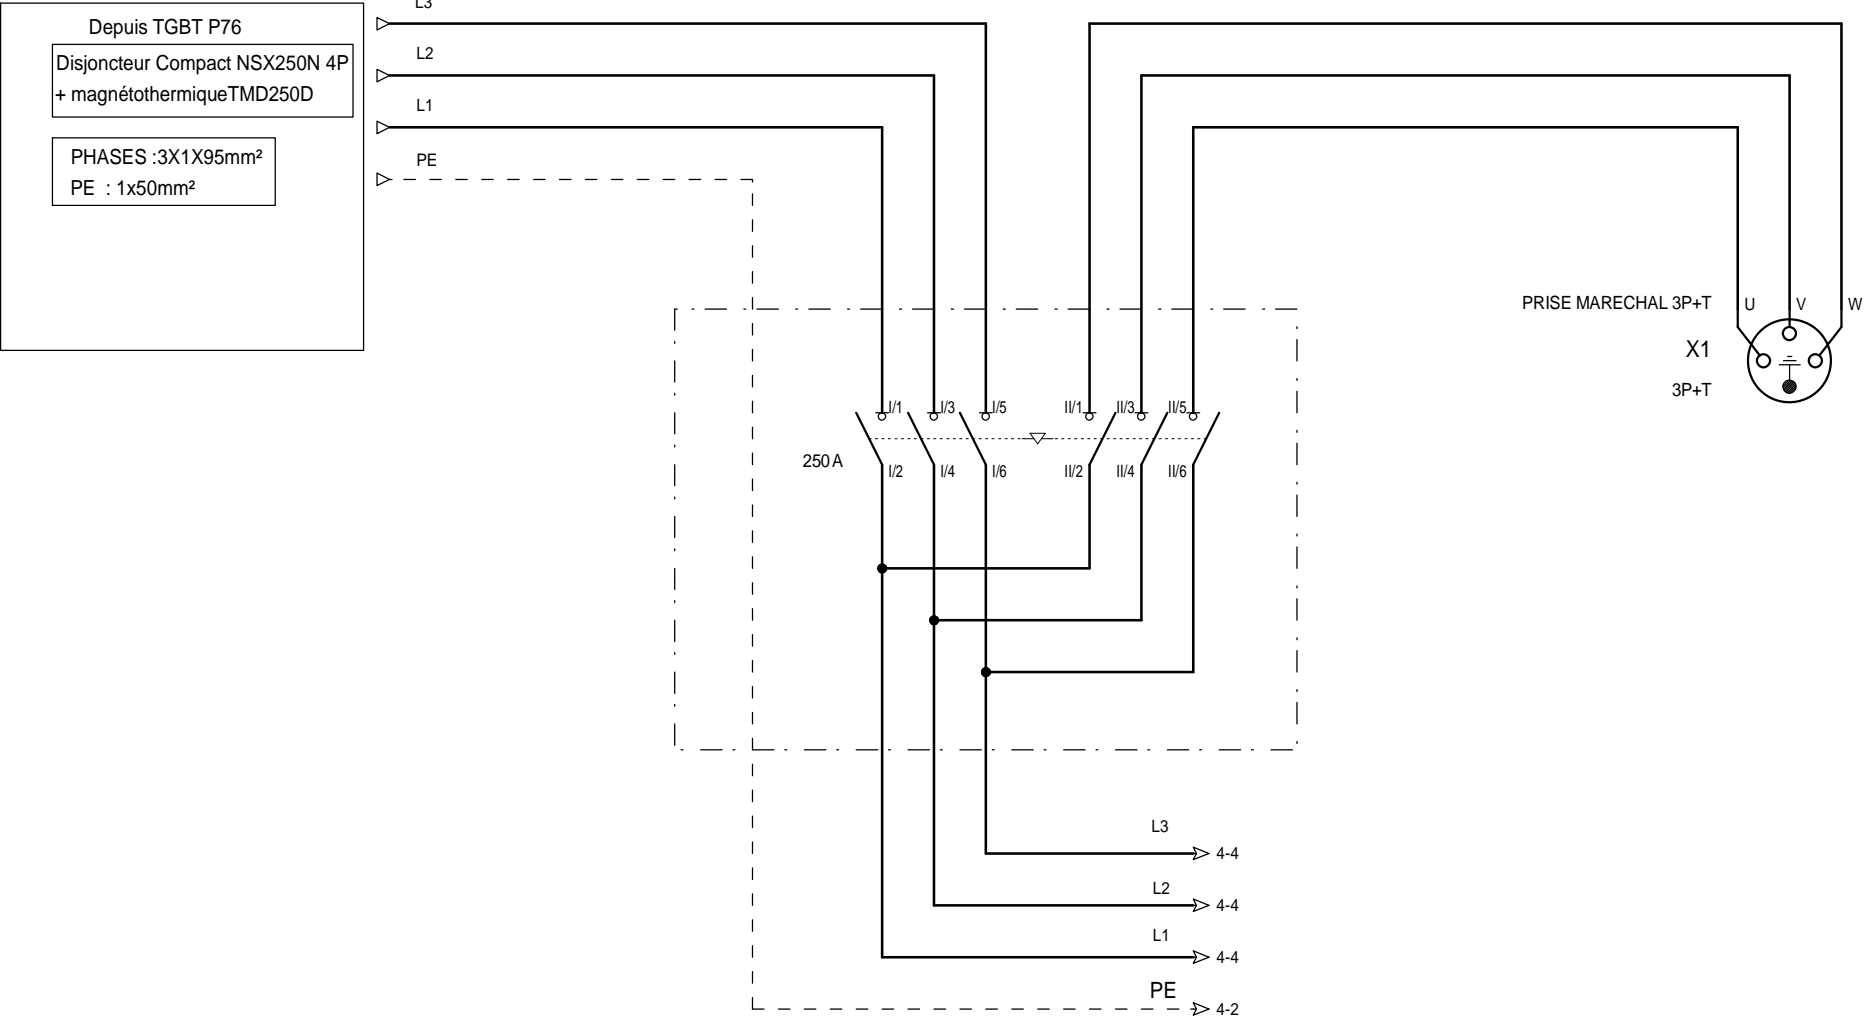 L3
Depuis TGBT P76
L2
Disjoncteur Compact NSX250N 4P
+ magnétothermiqueTMD250D
L1
PHASES :3X1X95mm²
PE : 1x50mm²
PE
PRISE MARECHAL 3P+T
U V W
X1
3P+T
I/1 I/3 I/5 II/1 II/3 II/5
250 A
I/2 I/4 I/6 II/2 II/4 II/6
L3
4-4
L2
4-4
L1
4-4
PE
4-2